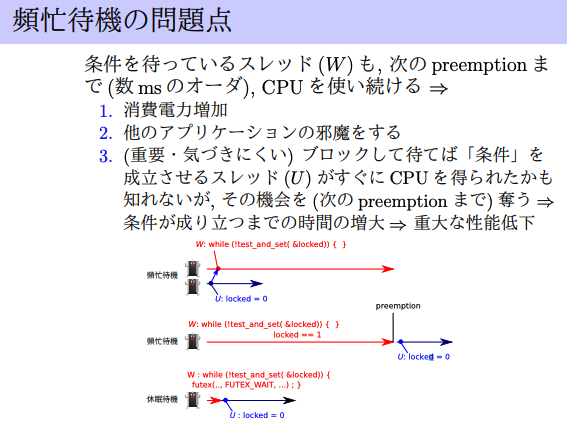 頻忙待機の問題点
条件を待っているスレッド (W) も, 次の preemption ま
で (数 ms のオーダ), CPU を使い続ける ⇒
1. 消費電力増加
2. 他のアプリケーションの邪魔をする
3. (重要・気づきにくい) ブロックして待てば「条件」を
成立させるスレッド (U) がすぐに CPU を得られたかも
知れないが, その機会を (次の preemption まで) 奪う ⇒
条件が成り立つまでの時間の増大 ⇒ 重大な性能低下
W: while (!test_and_set( &locked)) { }
頻忙待機
U: locked = 0
preemption
W: while (!test_and_set( &locked)) { }
locked == 1
頻忙待機
U: locked = 0
W : while (!test_and_set( &locked)) {
futex(.., FUTEX_WAIT, ...) ; }
休眠待機
U : locked = 0